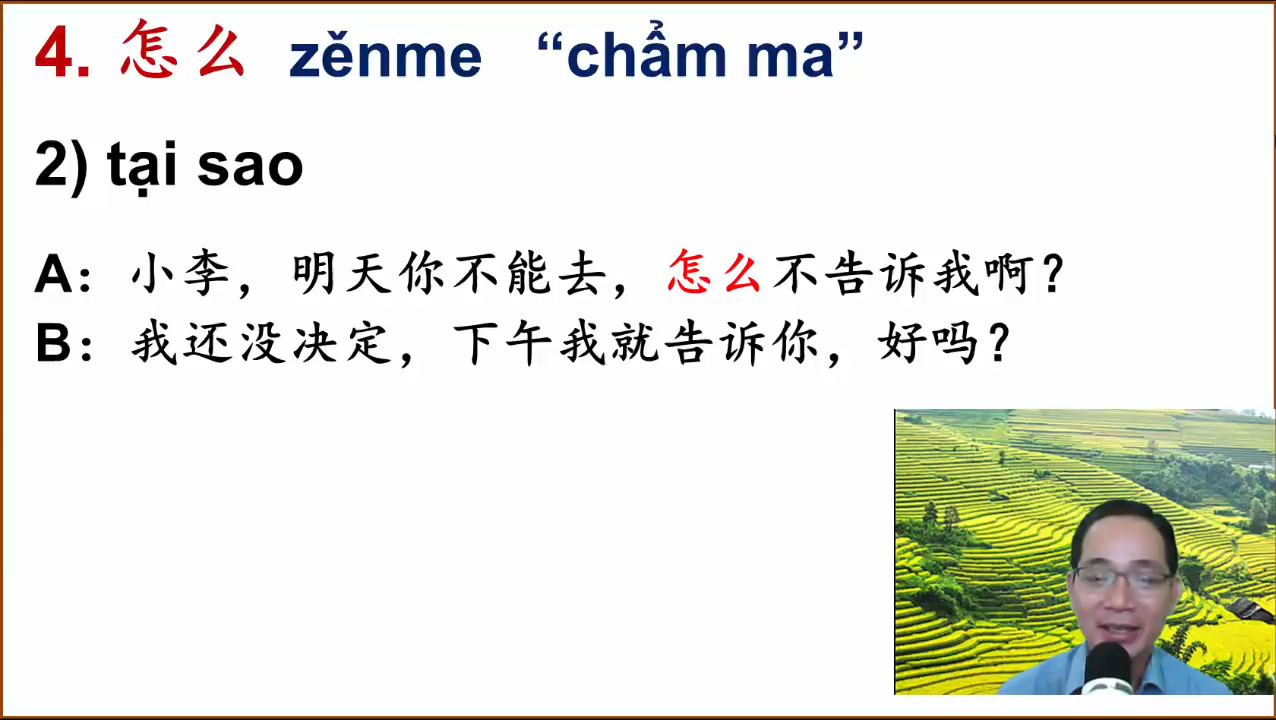 4. 怎么 zěnme “chẩm ma”
2) tại sao
A：小李，明天你不能去，怎么不告诉我啊？
B：我还没决定，下午我就告诉你，好吗？